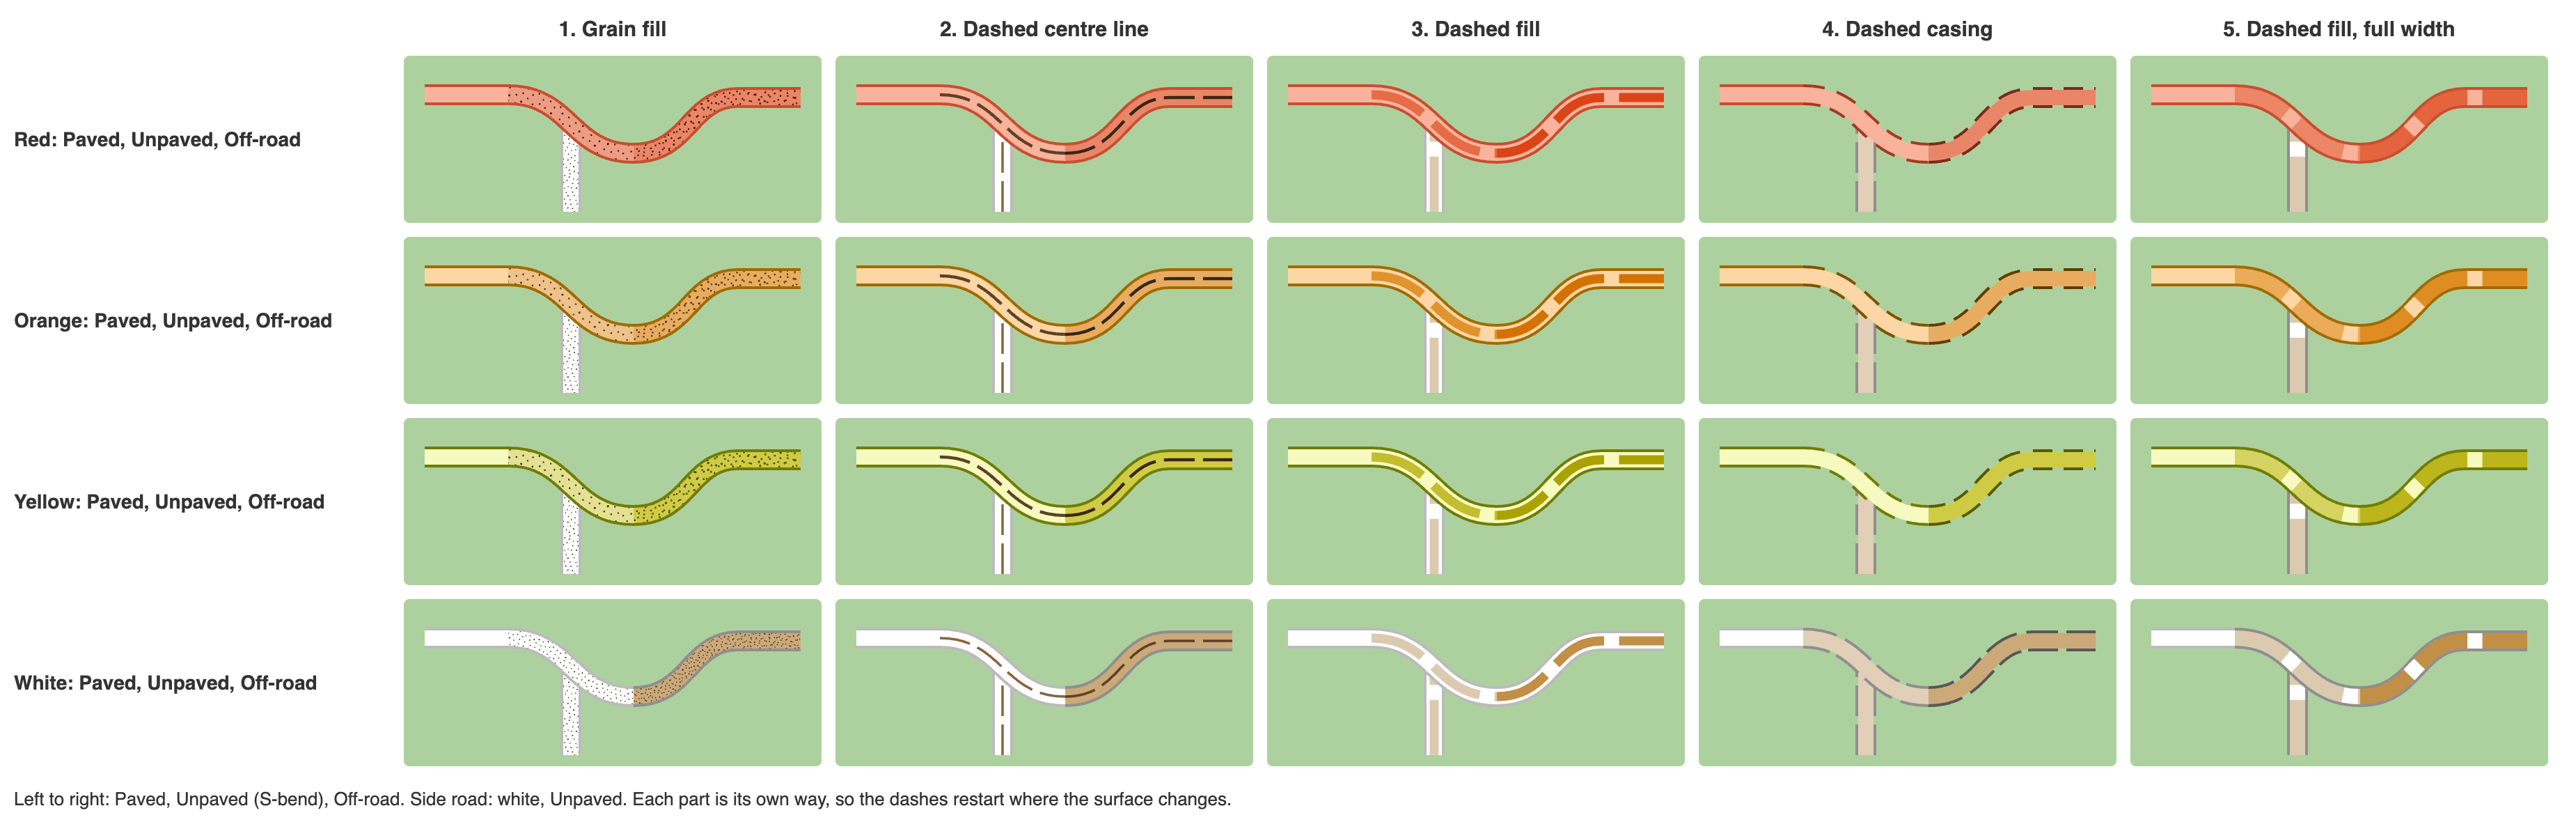 1. Grain fill
2. Dashed centre line
3. Dashed fill
4. Dashed casing
5. Dashed fill, full width
Red: Paved, Unpaved, Off-road
Orange: Paved, Unpaved, Off-road
Yellow: Paved, Unpaved, Off-road
White: Paved, Unpaved, Off-road
Left to right: Paved, Unpaved (S-bend), Off-road. Side road: white, Unpaved. Each part is its own way, so the dashes restart where the surface changes.